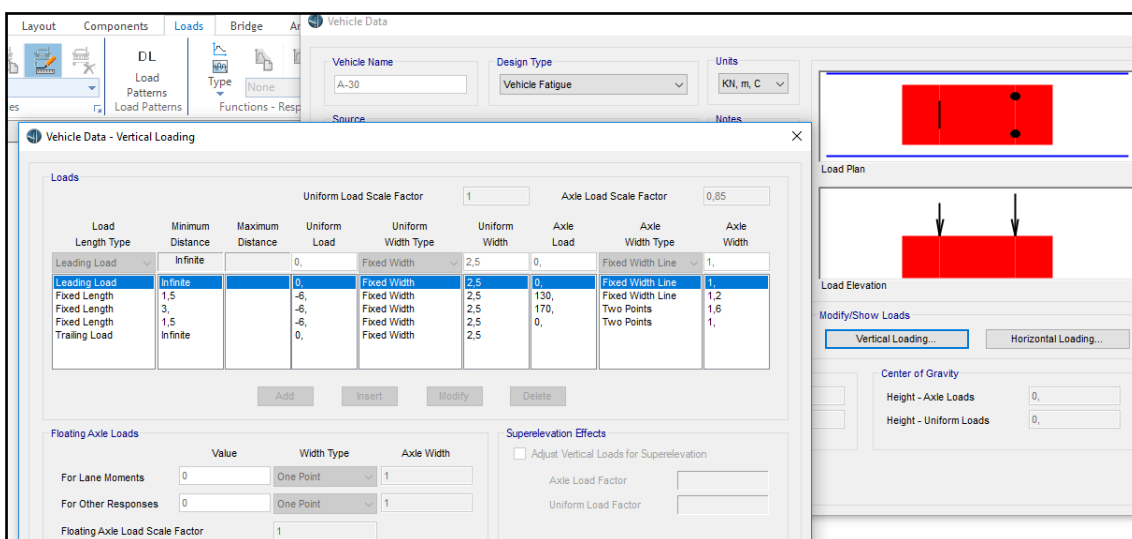 Layout Components Loads Bridge
Vehicle Data
DL
Load
Patterns
Type
None
Load Patterns
Functions - Resp
Vehicle Name
Design Type
Units
A-30
Vehicle Fatigue
KN, m, C
Source
Notes
Load Plan
Load Elevation
Modify/Show Loads
Vertical Loading...
Horizontal Loading...
Center of Gravity
Height - Axle Loads 0,
Height - Uniform Loads 0,
Vehicle Data - Vertical Loading
Loads
Uniform Load Scale Factor 1 Axle Load Scale Factor 0,85
Load Minimum Maximum Uniform Uniform Uniform Axle Axle Axle
Length Type Distance Distance Load Width Type Width Load Width Type Width
Leading Load Infinite 0, Fixed Width 2,5 0, Fixed Width Line 1,
Leading Load Infinite 0, Fixed Width 2,5 0, Fixed Width Line 1,
Fixed Length 1,5 -6, Fixed Width 2,5 130, Fixed Width Line 1,2
Fixed Length 3, -6, Fixed Width 2,5 170, Two Points 1,6
Fixed Length 1,5 -6, Fixed Width 2,5 0, Two Points 1,
Trailing Load Infinite 0, Fixed Width 2,5
Add Insert Modify Delete
Floating Axle Loads
Value Width Type Axle Width
For Lane Moments 0 One Point 1
For Other Responses 0 One Point 1
Floating Axle Load Scale Factor 1
Superelevation Effects
Adjust Vertical Loads for Superelevation
Axle Load Factor
Uniform Load Factor